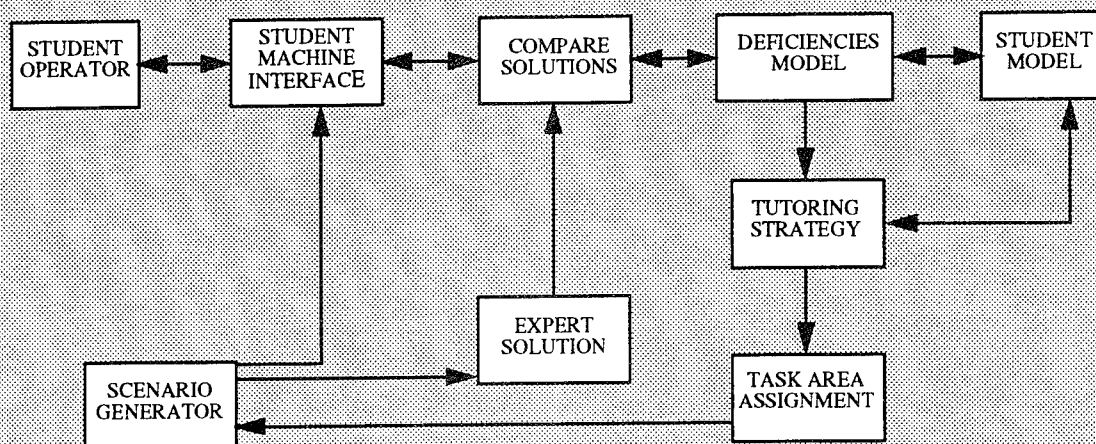 STUDENT
OPERATOR
STUDENT
MACHINE
INTERFACE
COMPARE
SOLUTIONS
DEFICIENCIES
MODEL
STUDENT
MODEL
TUTORING
STRATEGY
EXPERT
SOLUTION
SCENARIO
GENERATOR
TASK AREA
ASSIGNMENT